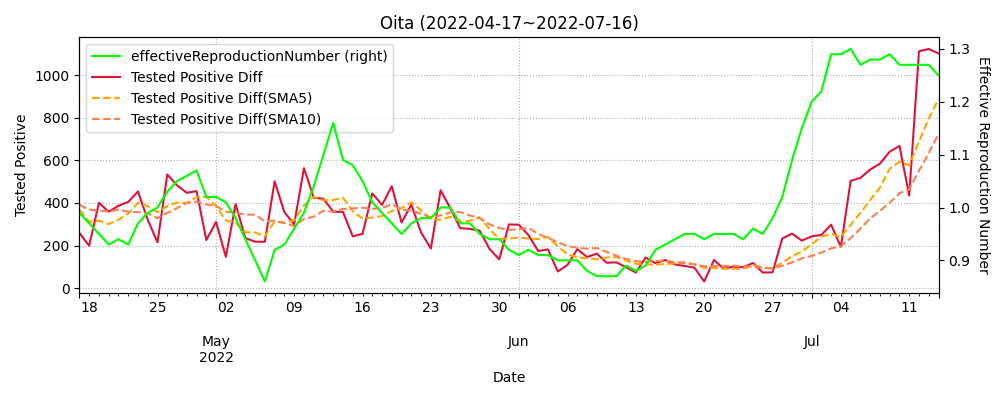 Oita (2022-04-17~2022-07-16)
effectiveReproductionNumber (right)
Tested Positive Diff
Tested Positive Diff(SMA5)
Tested Positive Diff(SMA10)
Tested Positive
1000
800
600
400
200
0
Effective Reproduction Number
1.3
1.2
1.1
1.0
0.9
18 25 02 09 16 23 30 06 13 20 27 04 11
May Jun Jul
2022
Date